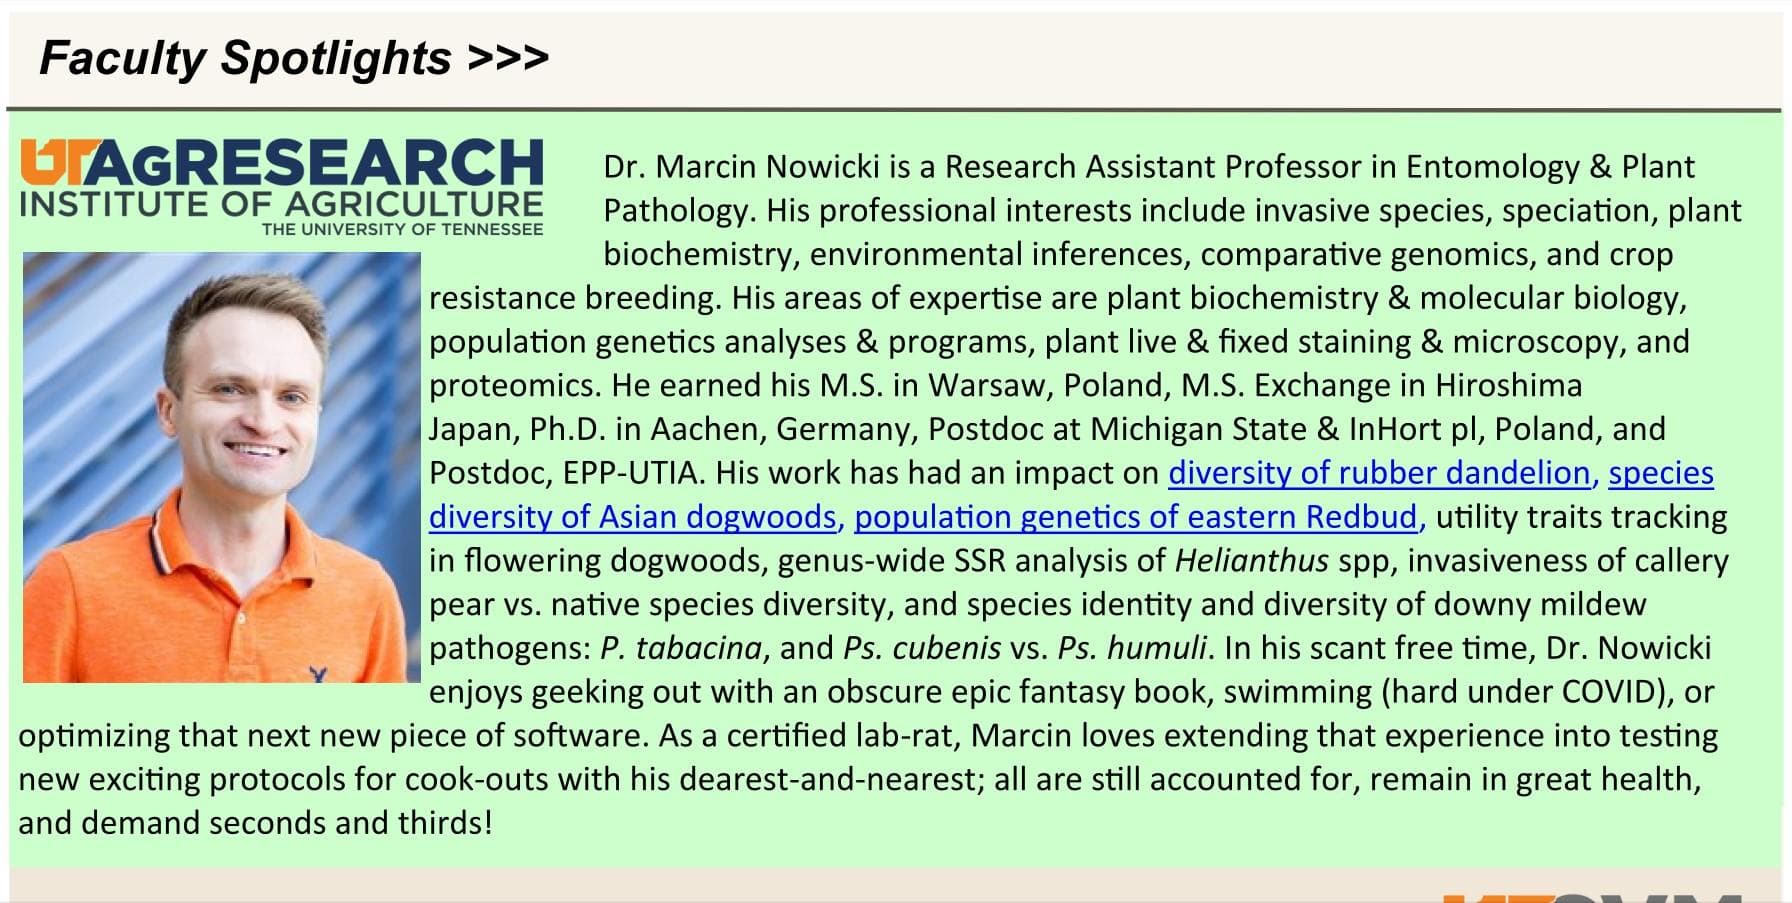 Faculty Spotlights >>>
UTAgRESEARCH
INSTITUTE OF AGRICULTURE
THE UNIVERSITY OF TENNESSEE
Dr. Marcin Nowicki is a Research Assistant Professor in Entomology & Plant
Pathology. His professional interests include invasive species, speciation, plant
biochemistry, environmental inferences, comparative genomics, and crop
resistance breeding. His areas of expertise are plant biochemistry & molecular biology,
population genetics analyses & programs, plant live & fixed staining & microscopy, and
proteomics. He earned his M.S. in Warsaw, Poland, M.S. Exchange in Hiroshima
Japan, Ph.D. in Aachen, Germany, Postdoc at Michigan State & InHort pl, Poland, and
Postdoc, EPP-UTIA. His work has had an impact on diversity of rubber dandelion, species
diversity of Asian dogwoods, population genetics of eastern Redbud, utility traits tracking
in flowering dogwoods, genus-wide SSR analysis of Helianthus spp, invasiveness of callery
pear vs. native species diversity, and species identity and diversity of downy mildew
pathogens: P. tabacina, and Ps. cubenis vs. Ps. humuli. In his scant free time, Dr. Nowicki
enjoys geeking out with an obscure epic fantasy book, swimming (hard under COVID), or
optimizing that next new piece of software. As a certified lab-rat, Marcin loves extending that experience into testing
new exciting protocols for cook-outs with his dearest-and-nearest; all are still accounted for, remain in great health,
and demand seconds and thirds!